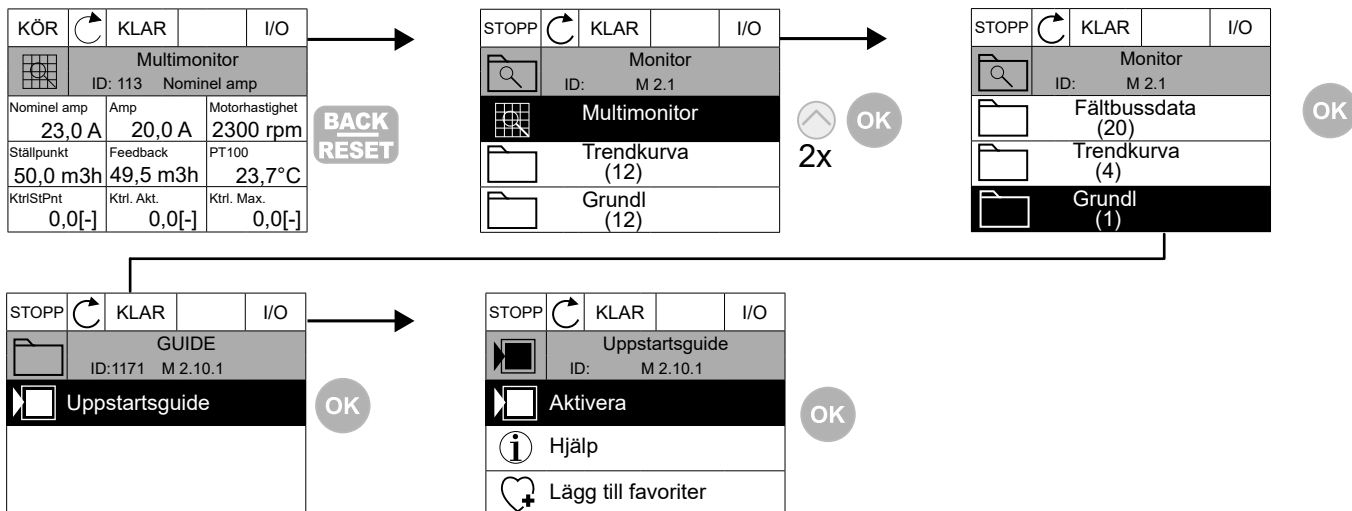 KÖR KLAR I/O
Multimonitor
ID: 113 Nominel amp
Nominel amp Amp Motorhastighet
23,0 A 20,0 A 2300 rpm
Ställpunkt Feedback PT100
50,0 m3h 49,5 m3h 23,7°C
KtrlStPnt Ktrl. Akt. Ktrl. Max.
0,0[-] 0,0[-] 0,0[-]
BACK
RESET
STOPP KLAR I/O
Monitor
ID: M 2.1
Multimonitor
Trendkurva
(12)
Grundl
(12)
OK
2x
STOPP KLAR I/O
Monitor
ID: M 2.1
Fältbussdata
(20)
Trendkurva
(4)
Grundl
(1)
OK
STOPP KLAR I/O
GUIDE
ID:1171 M 2.10.1
Uppstartsguide
OK
STOPP KLAR I/O
Uppstartsguide
ID: M 2.10.1
Aktivera
Hjälp
Lägg till favoriter
OK